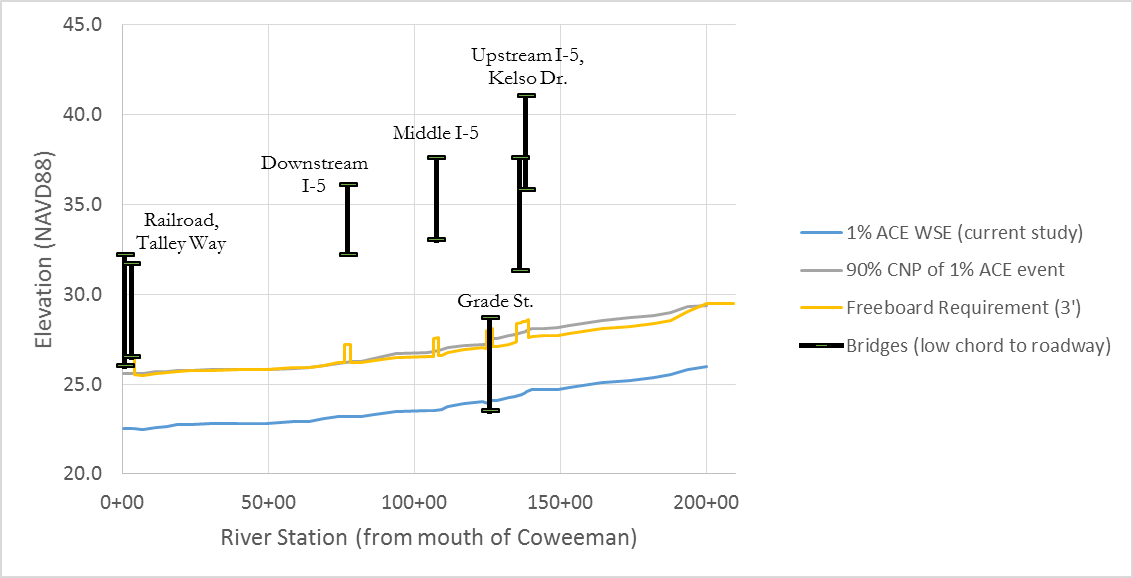 45.0
40.0
35.0
30.0
25.0
20.0
Elevation (NAVD88)
Upstream I-5,
Kelso Dr.
Middle I-5
Downstream
I-5
Railroad,
Talley Way
Grade St.
0+00
50+00
100+00
150+00
200+00
River Station (from mouth of Coweeman)
1% ACE WSE (current study)
90% CNP of 1% ACE event
Freeboard Requirement (3')
Bridges (low chord to roadway)